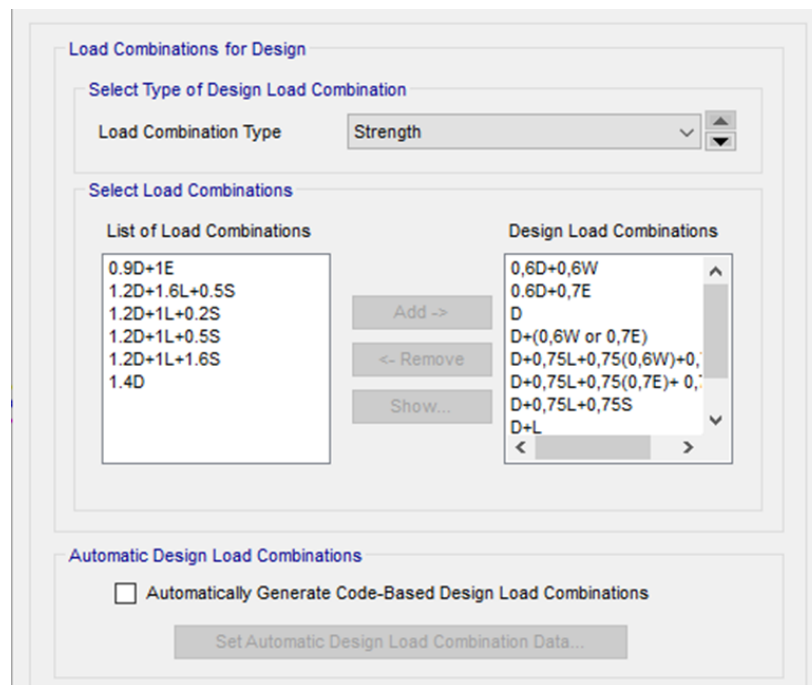 Load Combinations for Design
Select Type of Design Load Combination
Load Combination Type
Strength
Select Load Combinations
List of Load Combinations
0.9D+1E
1.2D+1.6L+0.5S
1.2D+1L+0.2S
1.2D+1L+0.5S
1.2D+1L+1.6S
1.4D
Add ->
<- Remove
Show...
Design Load Combinations
0,6D+0,6W
0.6D+0,7E
D
D+(0,6W or 0,7E)
D+0,75L+0,75(0,6W)+0,
D+0,75L+0,75(0,7E)+ 0,
D+0,75L+0,75S
D+L
Automatic Design Load Combinations
Automatically Generate Code-Based Design Load Combinations
Set Automatic Design Load Combination Data...